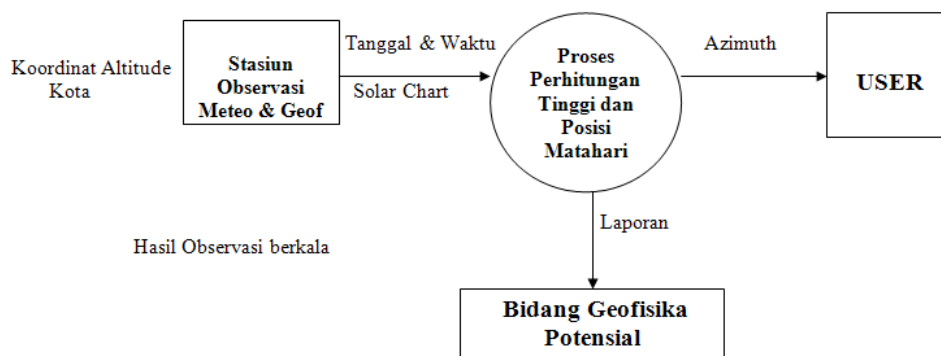 Koordinat Altitude
Kota
Stasiun
Observasi
Meteo & Geof
Tanggal & Waktu
Solar Chart
Proses
Perhitungan
Tinggi dan
Posisi
Matahari
Azimuth
USER
Laporan
Hasil Observasi berkala
Bidang Geofisika
Potensial